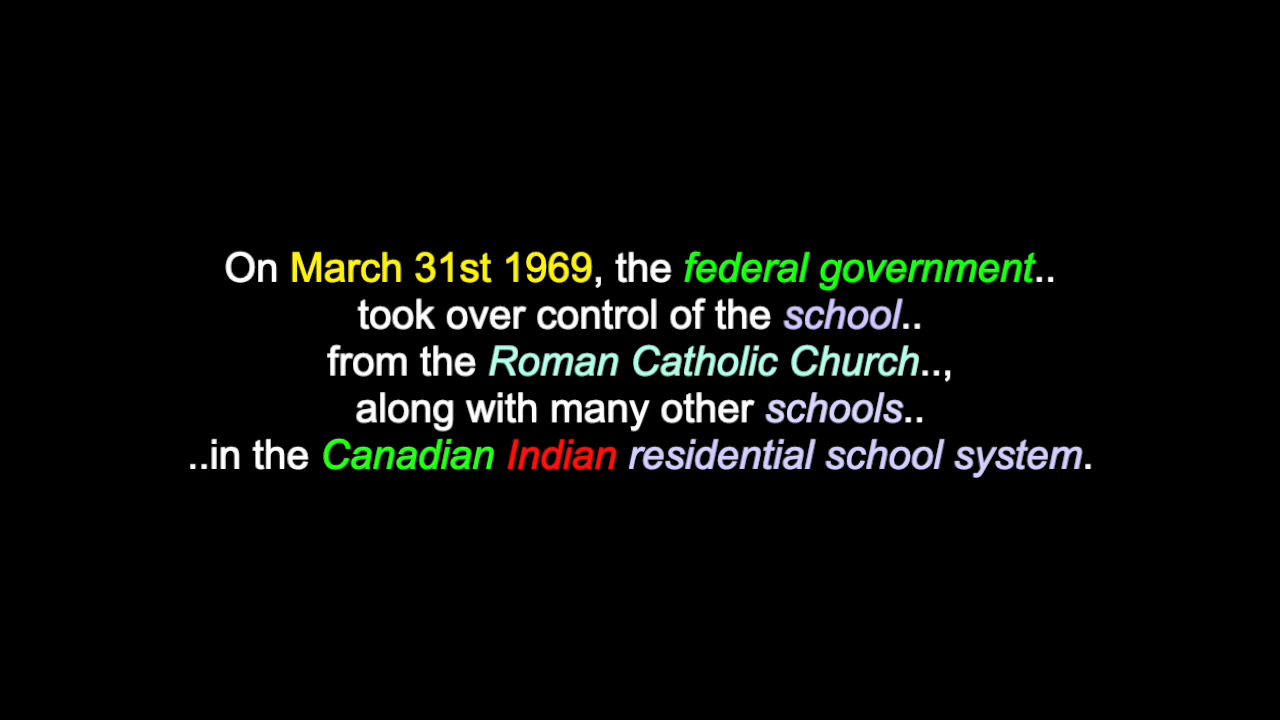 On March 31st 1969, the federal government..
took over control of the school..
from the Roman Catholic Church..,
along with many other schools..
..in the Canadian Indian residential school system.